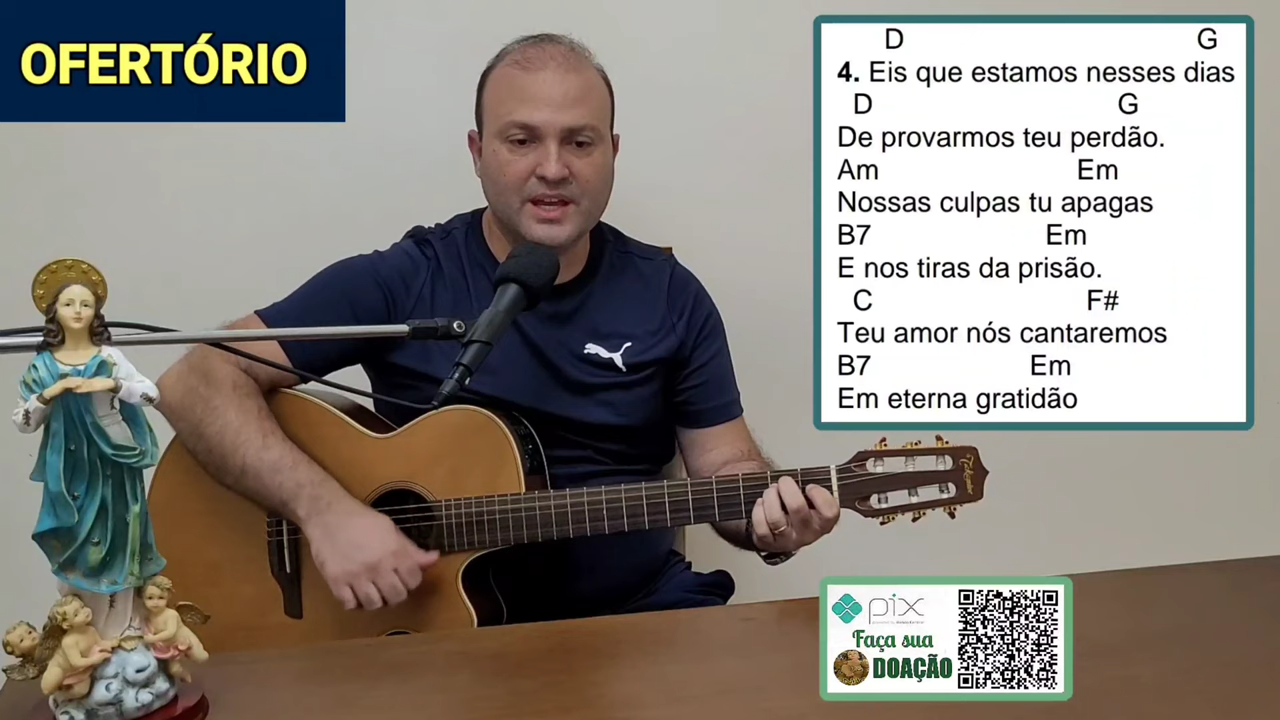 OFERTÓRIO
D G
4. Eis que estamos nesses dias
D G
De provarmos teu perdão.
Am Em
Nossas culpas tu apagas
B7 Em
E nos tiras da prisão.
C F#
Teu amor nós cantaremos
B7 Em
Em eterna gratidão
pix
Faça sua
DOAÇÃO